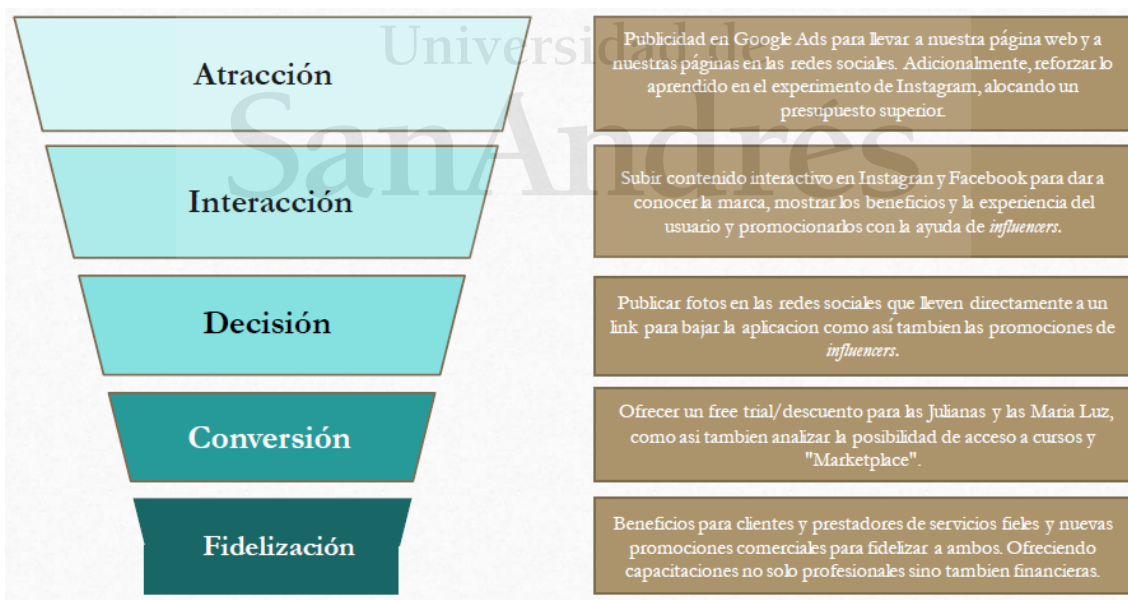 Universidad de
SanAndrés
Atracción
Publicidad en Google Ads para llevar a nuestra página web y a
nuestras páginas en las redes sociales. Adicionalmente, reforzar lo
aprendido en el experimento de Instagram, alocando un
presupuesto superior.
Interacción
Subir contenido interactivo en Instagran y Facebook para dar a
conocer la marca, mostrar los beneficios y la experiencia del
usuario y promocionarlos con la ayuda de influencers.
Decisión
Publicar fotos en las redes sociales que lleven directamente a un
link para bajar la aplicacion como así tambien las promociones de
influencers.
Conversión
Ofrecer un free trial/descuento para las Julianas y las Maria Luz,
como asi tambien analizar la posibilidad de acceso a cursos y
"Marketplace".
Fidelización
Beneficios para clientes y prestadores de servicios fieles y nuevas
promociones comerciales para fidelizar a ambos. Ofreciendo
capacitaciones no solo profesionales sino tambien financieras.